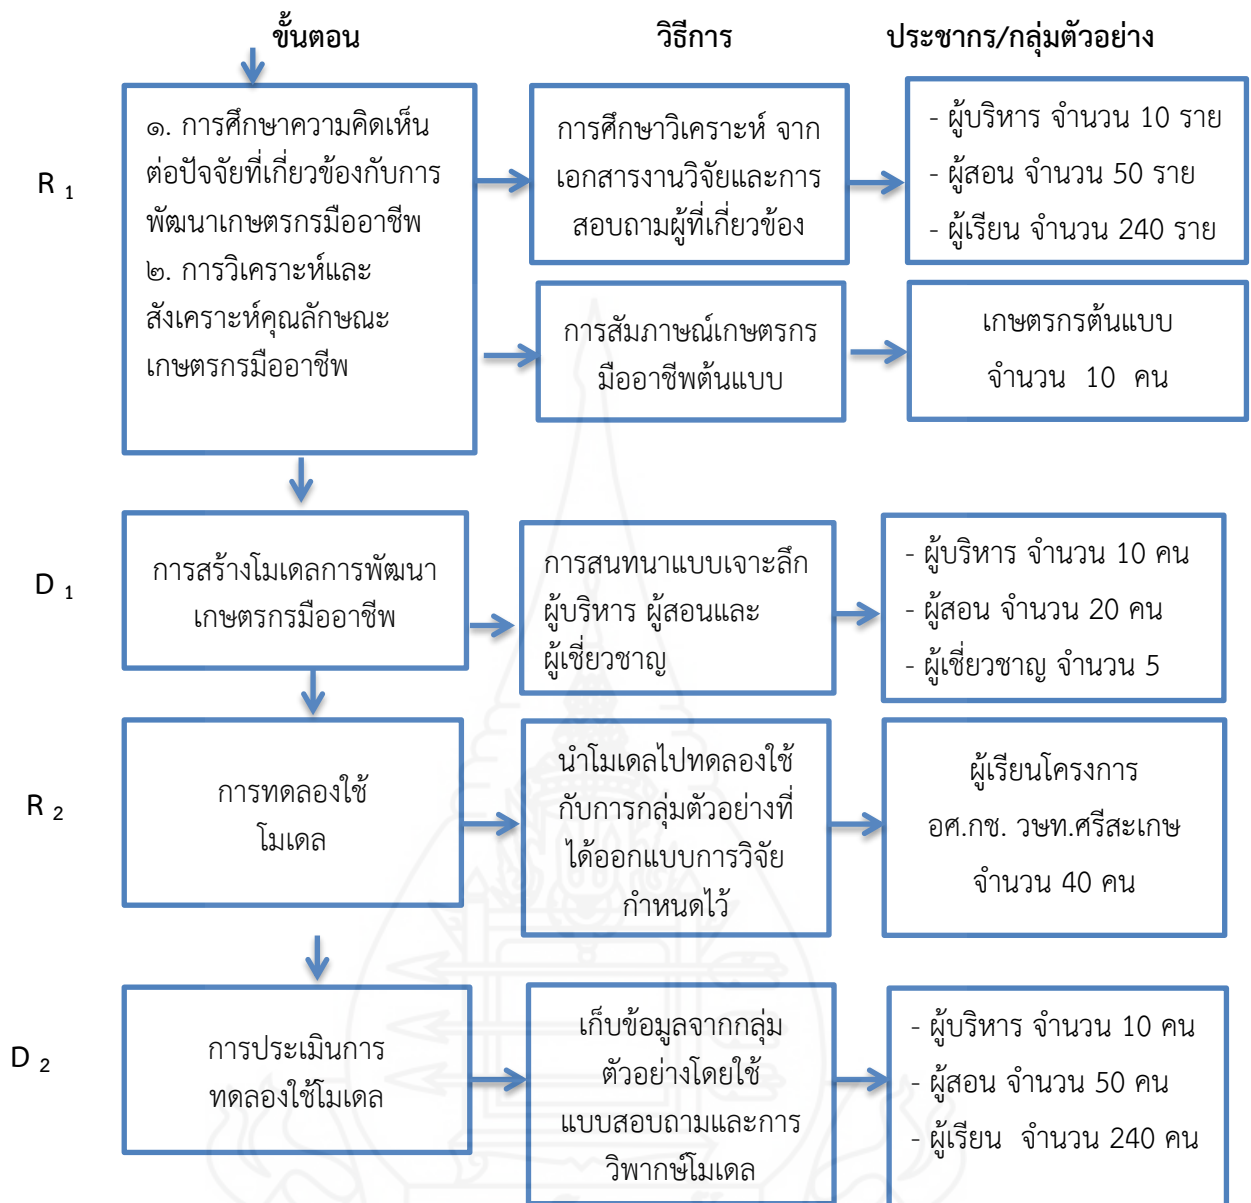 ขั้นตอน วิธีการ ประชากร/กลุ่มตัวอย่าง
R 1
๑. การศึกษาความคิดเห็น
ต่อปัจจัยที่เกี่ยวข้องกับการ
พัฒนาเกษตรกรมืออาชีพ
๒. การวิเคราะห์และ
สังเคราะห์คุณลักษณะ
เกษตรกรมืออาชีพ
การศึกษาวิเคราะห์ จาก
เอกสารงานวิจัยและการ
สอบถามผู้ที่เกี่ยวข้อง
- ผู้บริหาร จำนวน 10 ราย
- ผู้สอน จำนวน 50 ราย
- ผู้เรียน จำนวน 240 ราย
การสัมภาษณ์เกษตรกร
มืออาชีพต้นแบบ
เกษตรกรต้นแบบ
จำนวน 10 คน
D 1
การสร้างโมเดลการพัฒนา
เกษตรกรมืออาชีพ
การสนทนาแบบเจาะลึก
ผู้บริหาร ผู้สอนและ
ผู้เชี่ยวชาญ
- ผู้บริหาร จำนวน 10 คน
- ผู้สอน จำนวน 20 คน
- ผู้เชี่ยวชาญ จำนวน 5
R 2
การทดลองใช้
โมเดล
นำโมเดลไปทดลองใช้
กับการกลุ่มตัวอย่างที่
ได้ออกแบบการวิจัย
กำหนดไว้
ผู้เรียนโครงการ
อศ.กช. วษท.ศรีสะเกษ
จำนวน 40 คน
D 2
การประเมินการ
ทดลองใช้โมเดล
เก็บข้อมูลจากกลุ่ม
ตัวอย่างโดยใช้
แบบสอบถามและการ
วิพากษ์โมเดล
- ผู้บริหาร จำนวน 10 คน
- ผู้สอน จำนวน 50 คน
- ผู้เรียน จำนวน 240 คน